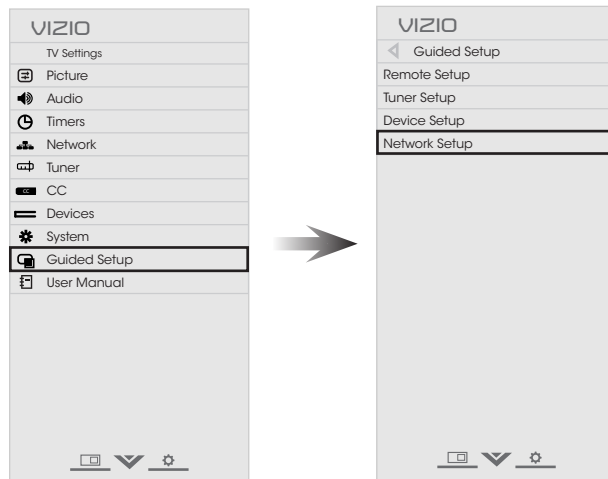 VIZIO
TV Settings
Picture
Audio
Timers
Network
Tuner
CC CC
Devices
System
Guided Setup
User Manual
VIZIO
Guided Setup
Remote Setup
Tuner Setup
Device Setup
Network Setup